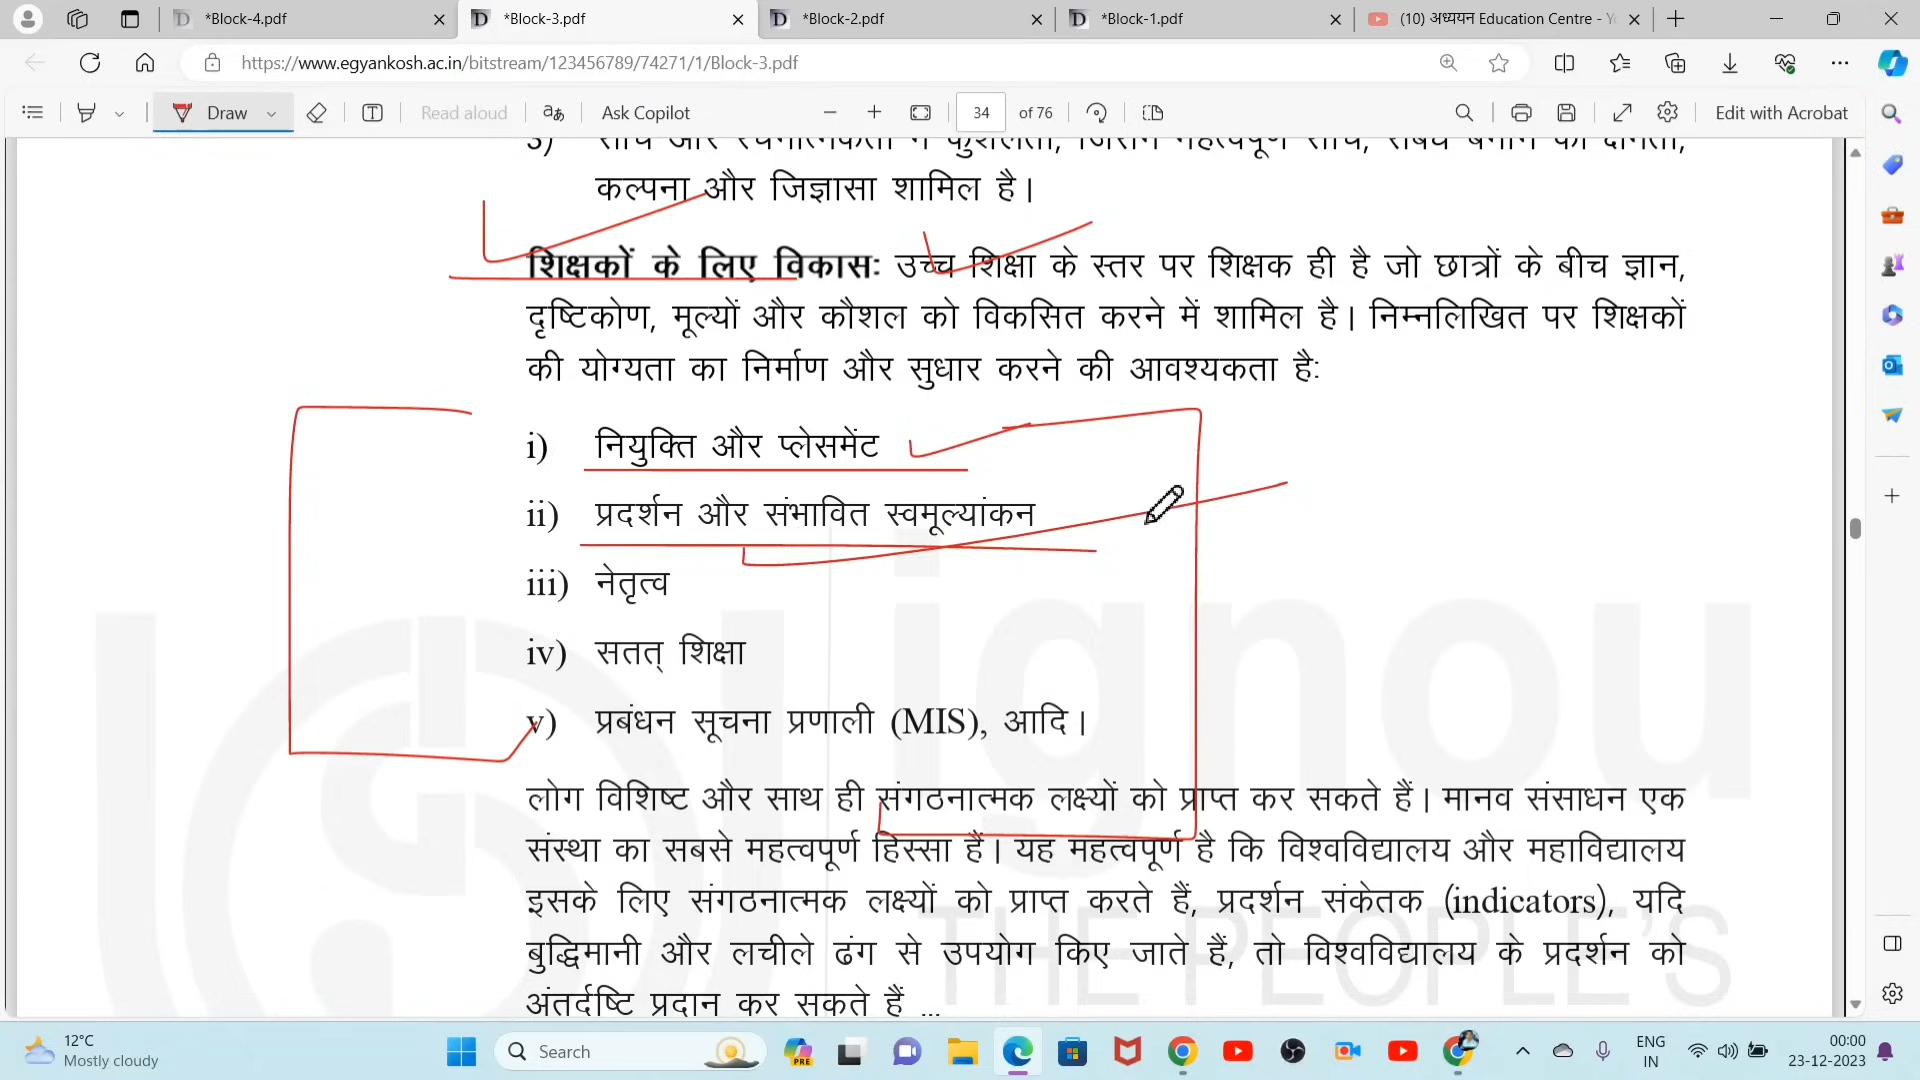 *Block-4.pdf
*Block-3.pdf
*Block-2.pdf
*Block-1.pdf
(10) अध्ययन Education Centre - Y
https://www.egyankosh.ac.in/bitstream/123456789/74271/1/Block-3.pdf
Draw
Read aloud
Ask Copilot
34 of 76
Edit with Acrobat
कल्पना और जिज्ञासा शामिल है।
शिक्षकों के लिए विकासः उच्च शिक्षा के स्तर पर शिक्षक ही है जो छात्रों के बीच ज्ञान,
दृष्टिकोण, मूल्यों और कौशल को विकसित करने में शामिल है। निम्नलिखित पर शिक्षकों
की योग्यता का निर्माण और सुधार करने की आवश्यकता हैः
i) नियुक्ति और प्लेसमेंट
ii) प्रदर्शन और संभावित स्वमूल्यांकन
iii) नेतृत्व
iv) सतत् शिक्षा
v) प्रबंधन सूचना प्रणाली (MIS), आदि।
लोग विशिष्ट और साथ ही संगठनात्मक लक्ष्यों को प्राप्त कर सकते हैं। मानव संसाधन एक
संस्था का सबसे महत्वपूर्ण हिस्सा हैं। यह महत्वपूर्ण है कि विश्वविद्यालय और महाविद्यालय
इसके लिए संगठनात्मक लक्ष्यों को प्राप्त करते हैं, प्रदर्शन संकेतक (indicators), यदि
बुद्धिमानी और लचीले ढंग से उपयोग किए जाते हैं, तो विश्वविद्यालय के प्रदर्शन को
अंतर्दष्टि प्रदान कर सकते हैं ...
ignou
THE PEOPLE'S
12°C
Mostly cloudy
Search
PRE
ENG
IN
00:00
23-12-2023